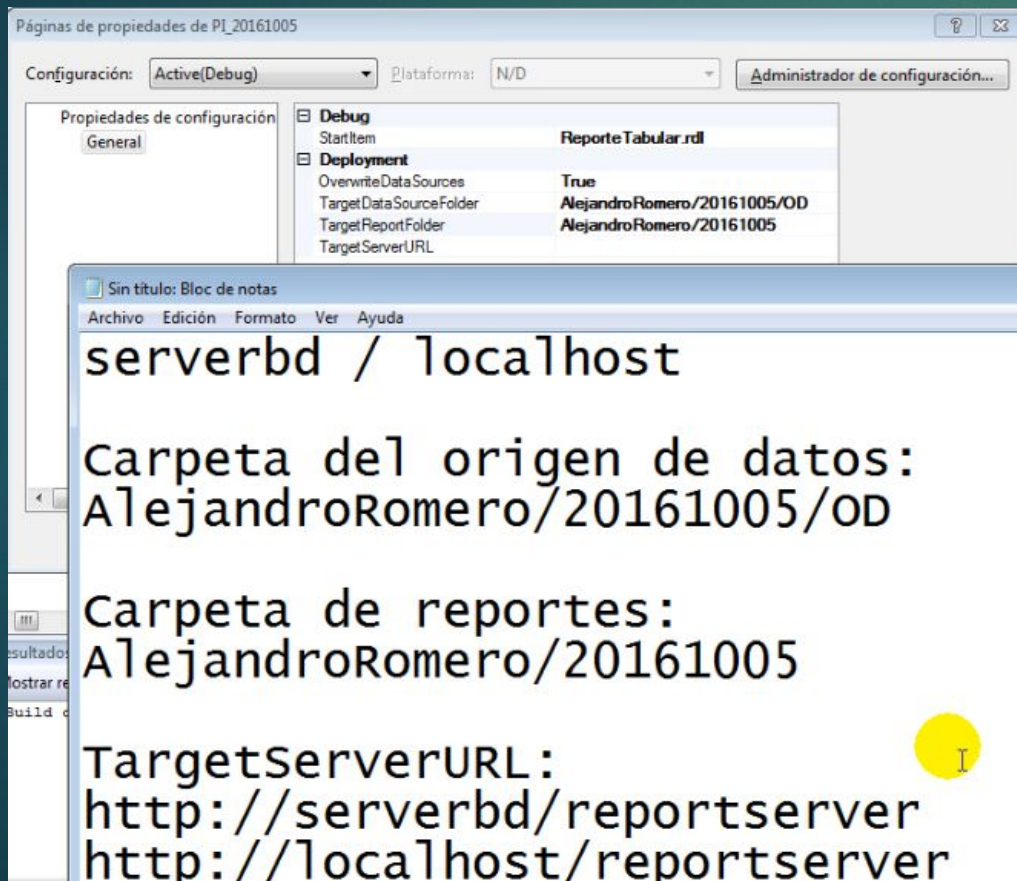 Páginas de propiedades de PI_20161005
Configuración: Active(Debug) Plataforma: N/D Administrador de configuración...
Propiedades de configuración
General
Debug
StartItem ReporteTabular.rdl
Deployment
OverwriteDataSources True
TargetDataSourceFolder AlejandroRomero/20161005/OD
TargetReportFolder AlejandroRomero/20161005
TargetServerURL
Sin título: Bloc de notas
Archivo Edición Formato Ver Ayuda
serverbd / localhost
Carpeta del origen de datos:
AlejandroRomero/20161005/OD
Carpeta de reportes:
AlejandroRomero/20161005
TargetServerURL:
http://serverbd/reportserver
http://localhost/reportserver
Build